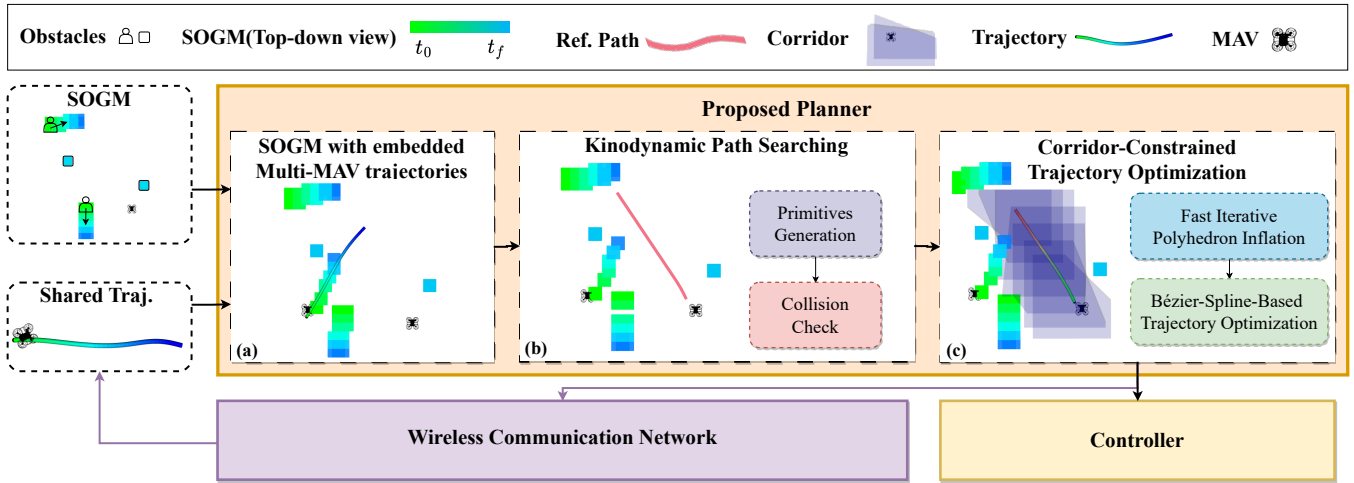 Obstacles
SOGM(Top-down view)
t0
tf
Ref. Path
Corridor
Trajectory
MAV
SOGM
Shared Traj.
Proposed Planner
SOGM with embedded
Multi-MAV trajectories
(a)
Kinodynamic Path Searching
Primitives
Generation
Collision
Check
(b)
Corridor-Constrained
Trajectory Optimization
Fast Iterative
Polyhedron Inflation
Bézier-Spline-Based
Trajectory Optimization
(c)
Wireless Communication Network
Controller